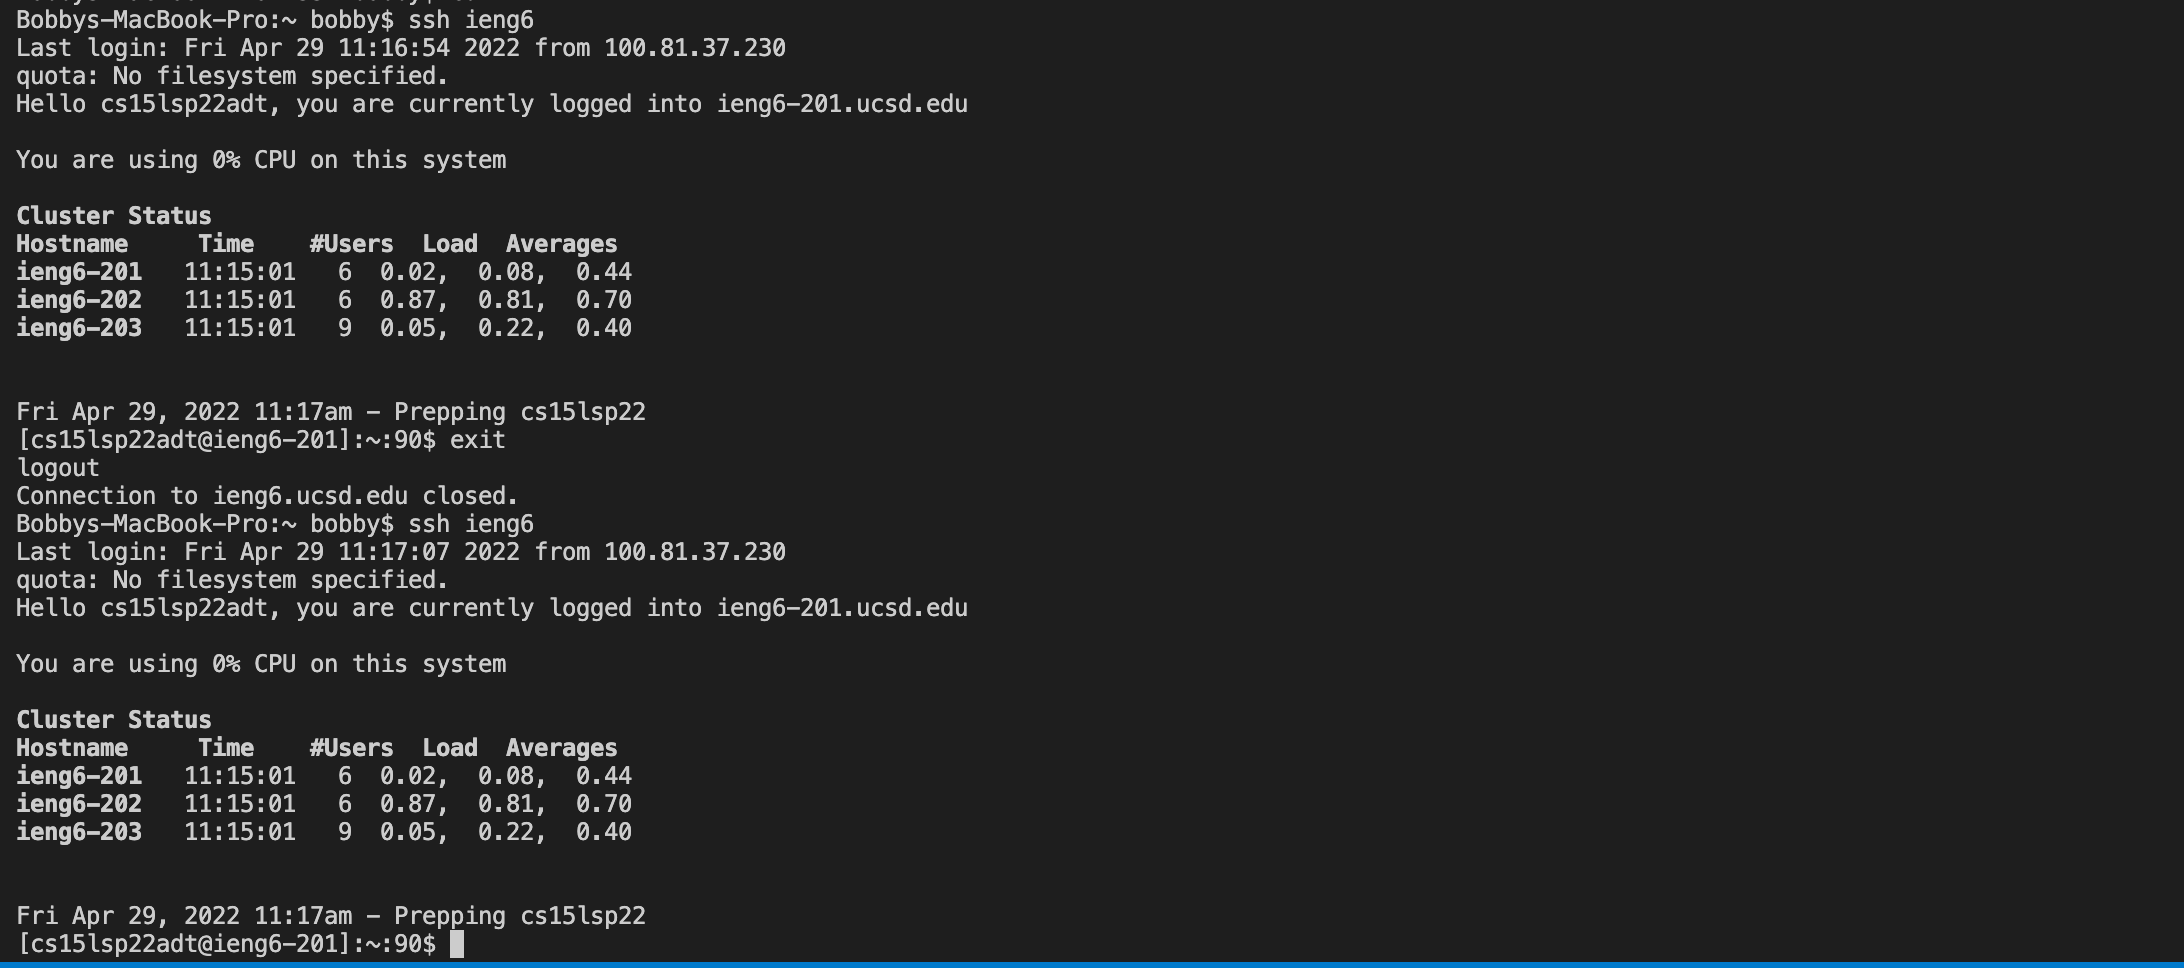 Bobbys-MacBook-Pro:~ bobby$ ssh ieng6
Last login: Fri Apr 29 11:16:54 2022 from 100.81.37.230
quota: No filesystem specified.
Hello cs15lsp22adt, you are currently logged into ieng6-201.ucsd.edu
You are using 0% CPU on this system
Cluster Status
Hostname     Time    #Users  Load  Averages
ieng6-201   11:15:01   6  0.02,  0.08,  0.44
ieng6-202   11:15:01   6  0.87,  0.81,  0.70
ieng6-203   11:15:01   9  0.05,  0.22,  0.40
Fri Apr 29, 2022 11:17am - Prepping cs15lsp22
[cs15lsp22adt@ieng6-201]:~:90$ exit
logout
Connection to ieng6.ucsd.edu closed.
Bobbys-MacBook-Pro:~ bobby$ ssh ieng6
Last login: Fri Apr 29 11:17:07 2022 from 100.81.37.230
quota: No filesystem specified.
Hello cs15lsp22adt, you are currently logged into ieng6-201.ucsd.edu
You are using 0% CPU on this system
Cluster Status
Hostname     Time    #Users  Load  Averages
ieng6-201   11:15:01   6  0.02,  0.08,  0.44
ieng6-202   11:15:01   6  0.87,  0.81,  0.70
ieng6-203   11:15:01   9  0.05,  0.22,  0.40
Fri Apr 29, 2022 11:17am - Prepping cs15lsp22
[cs15lsp22adt@ieng6-201]:~:90$